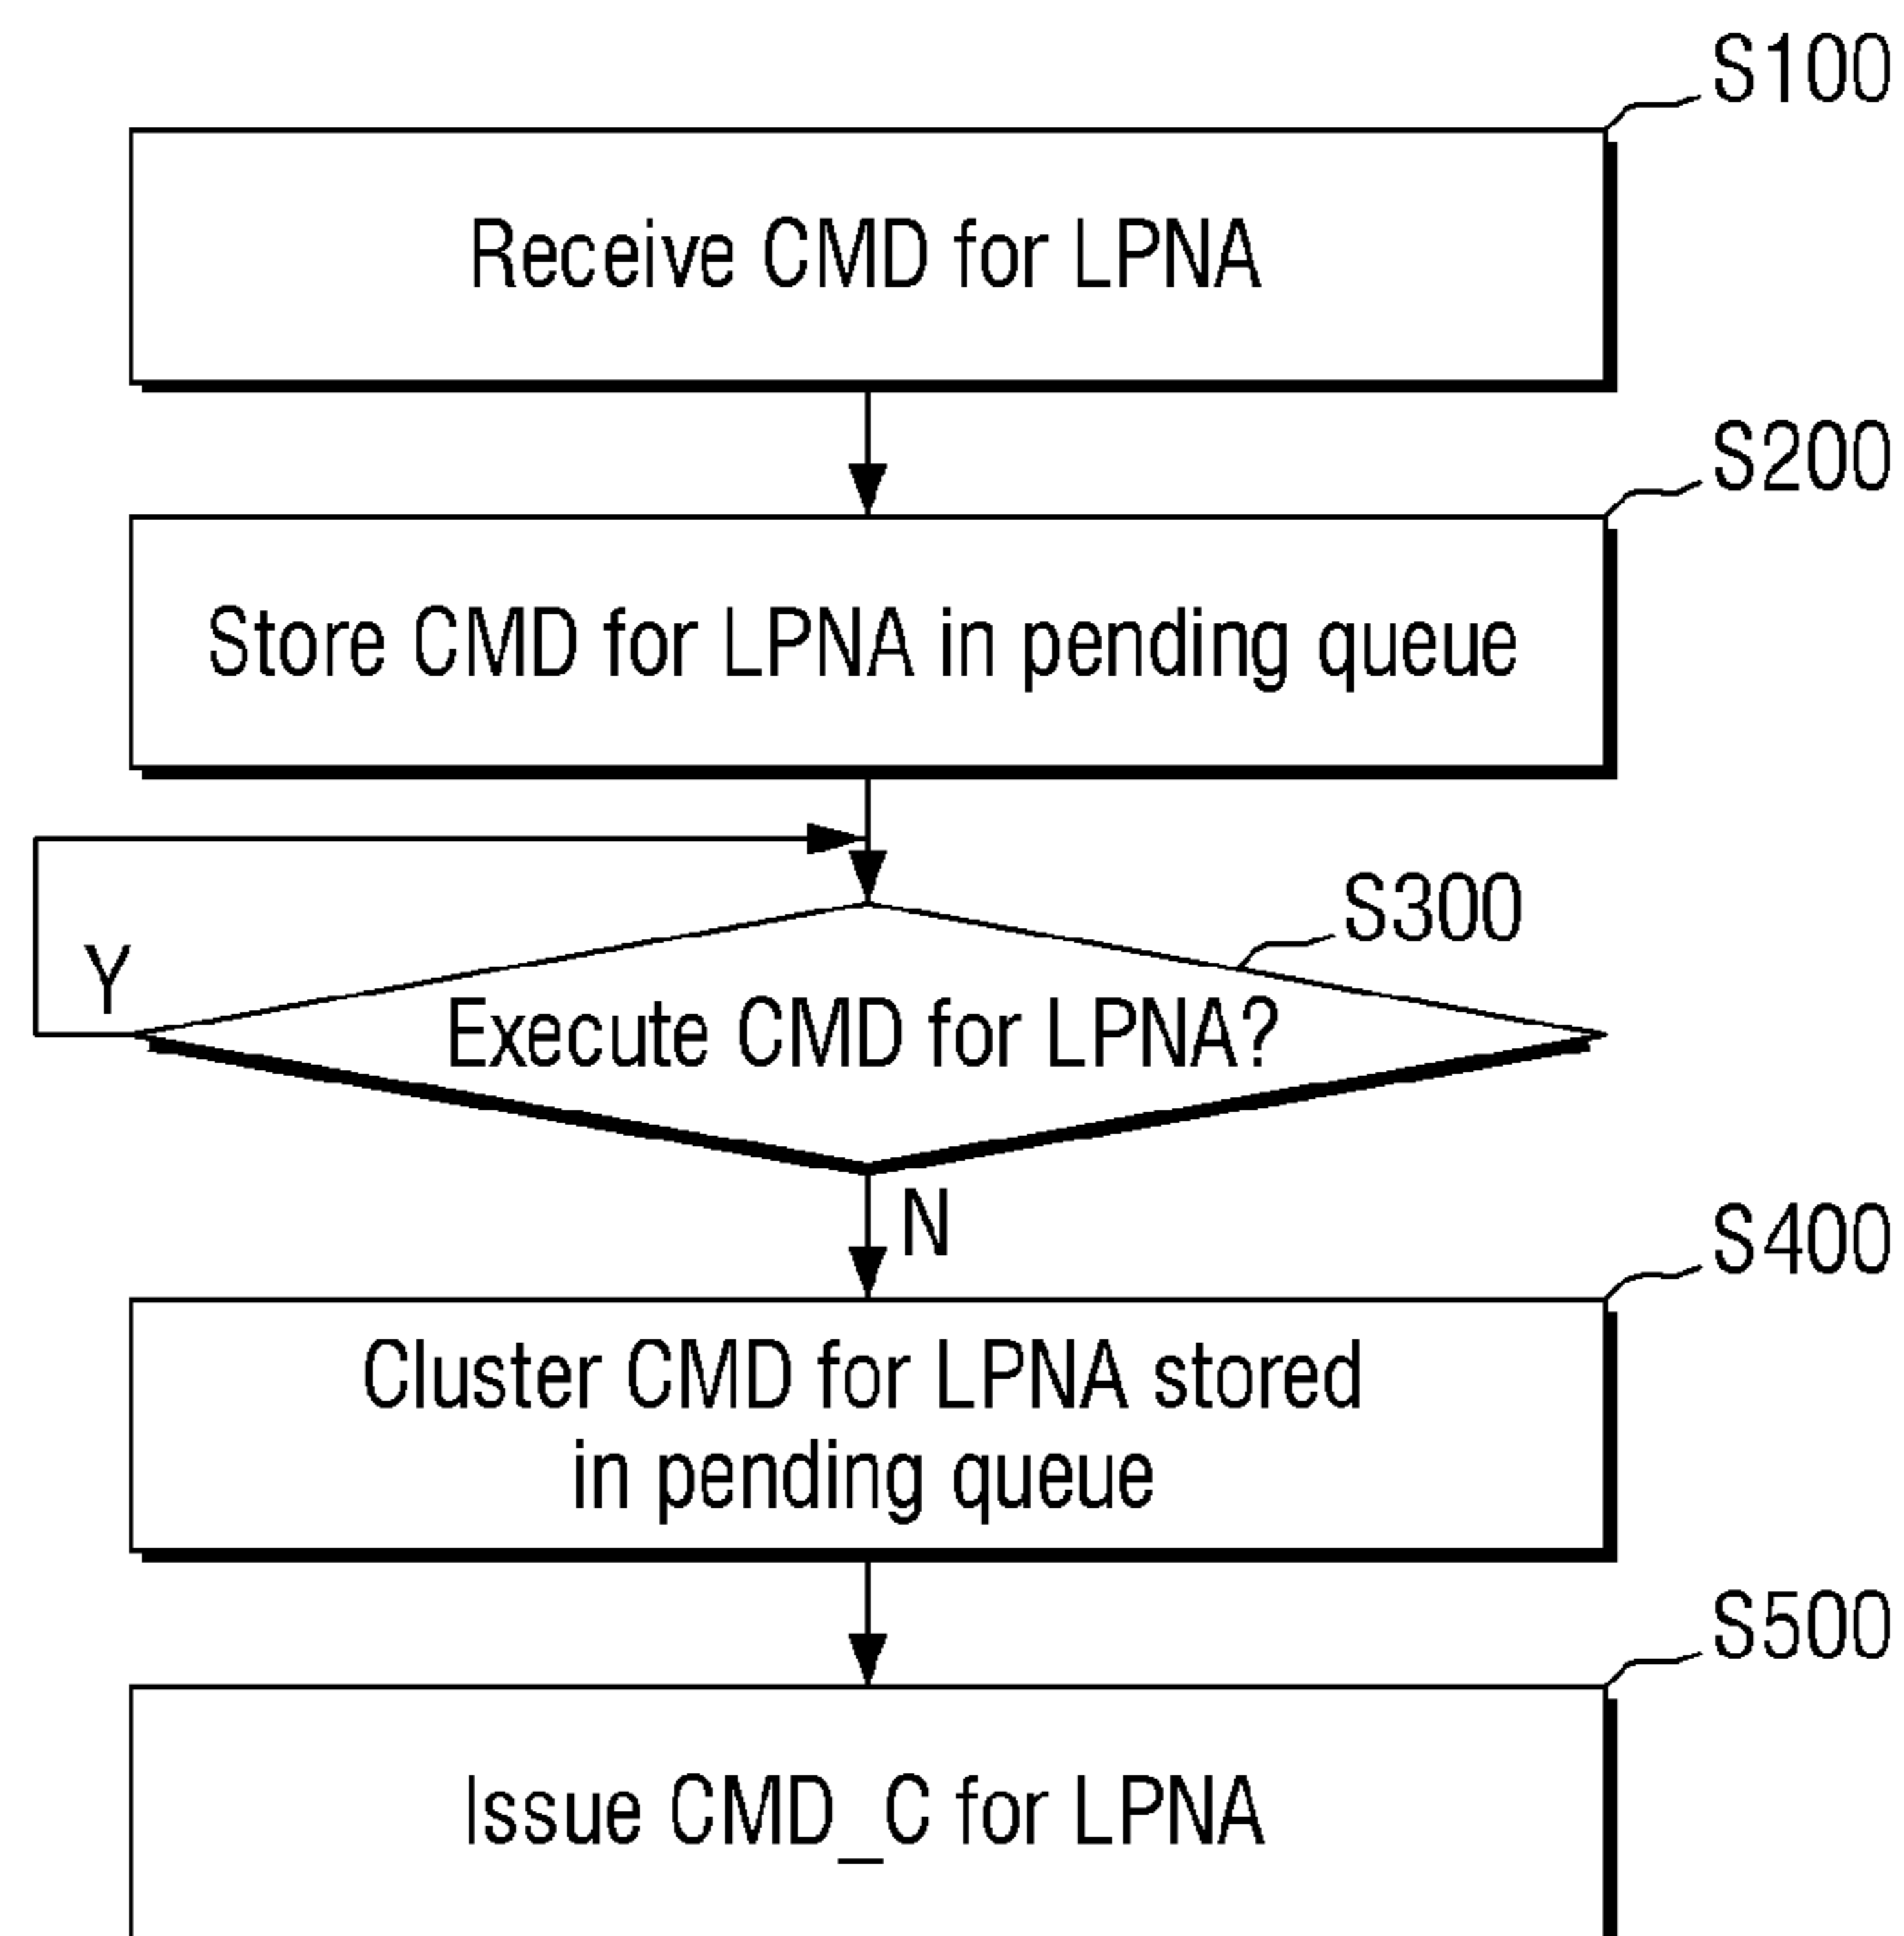 S100
Receive CMD for LPNA
S200
Store CMD for LPNA in pending queue
S300
Y
Execute CMD for LPNA?
N
S400
Cluster CMD for LPNA stored
in pending queue
S500
Issue CMD_C for LPNA